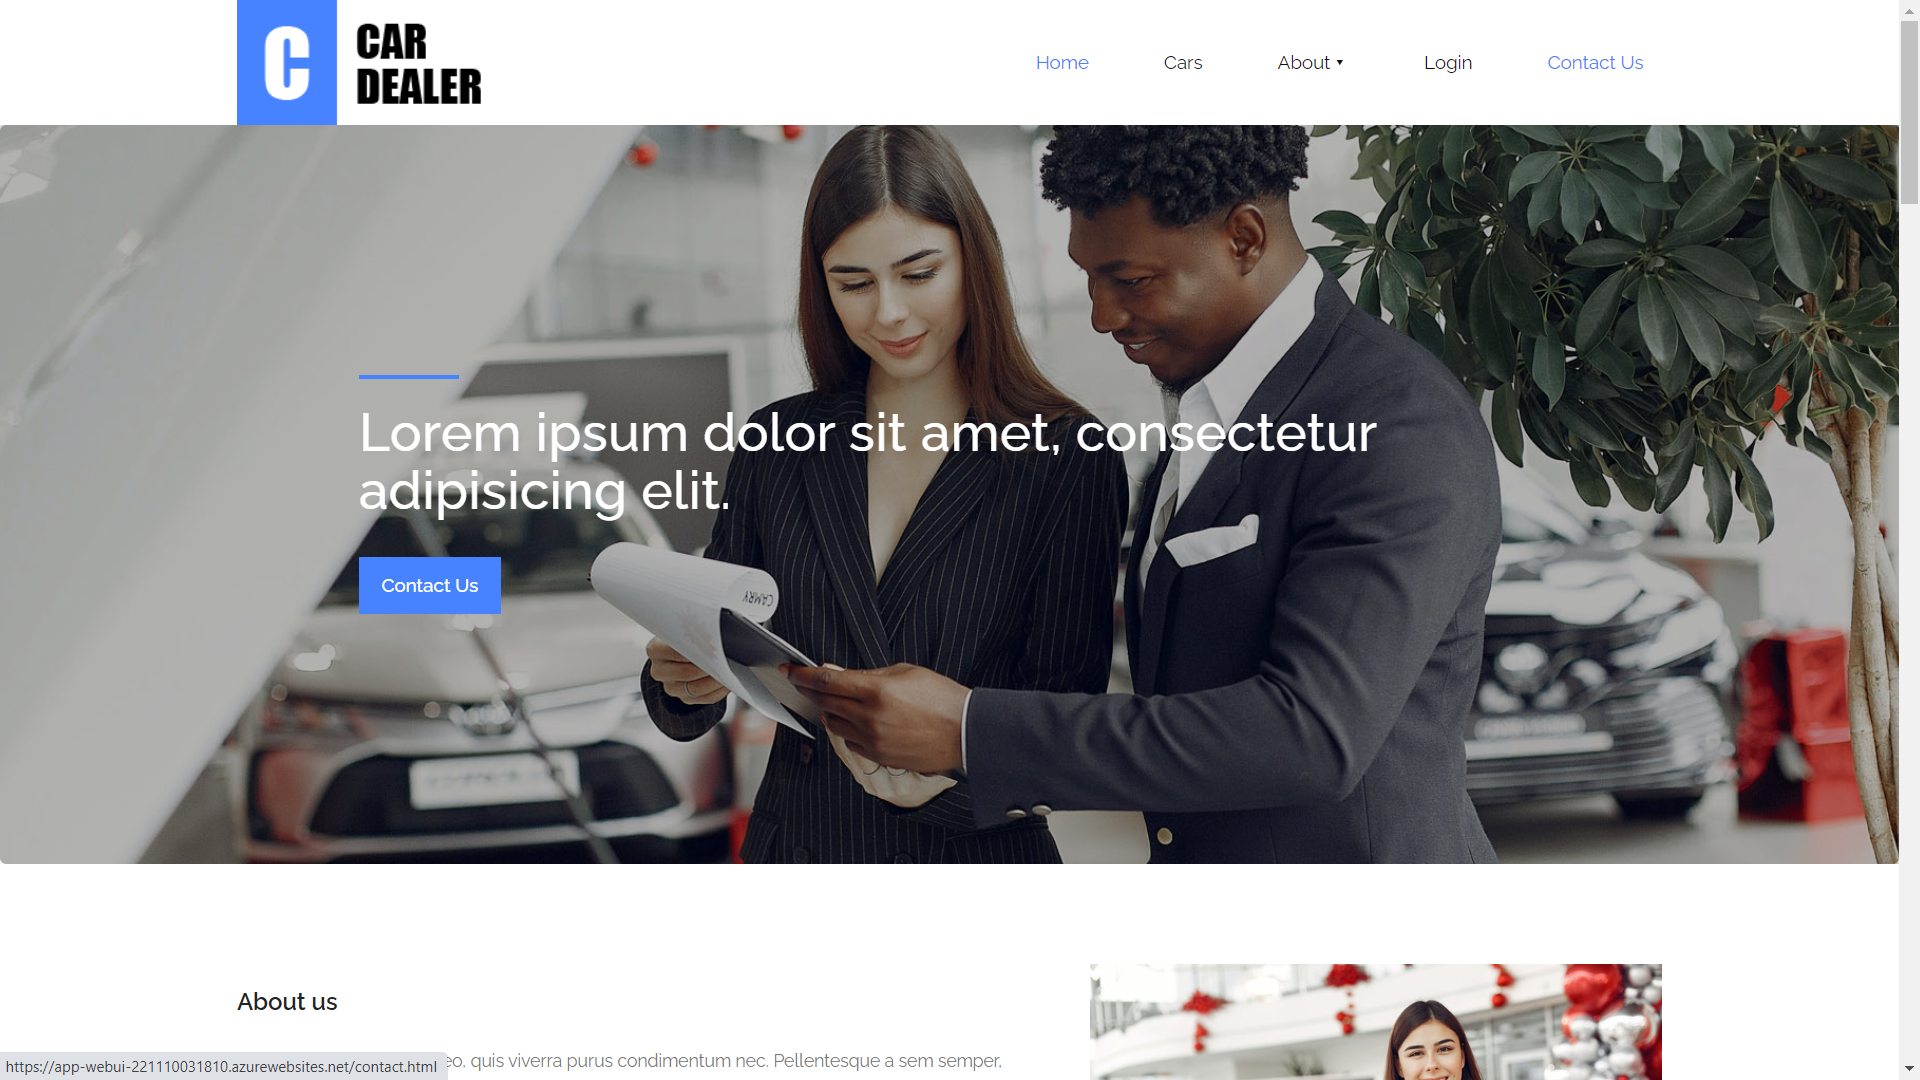 C
CAR
DEALER
Home
Cars
About ▾
Login
Contact Us
Lorem ipsum dolor sit amet, consectetur
adipisicing elit.
Contact Us
CAMRY
About us
eo, quis viverra purus condimentum nec. Pellentesque a sem semper,
https://app-webui-221110031810.azurewebsites.net/contact.html